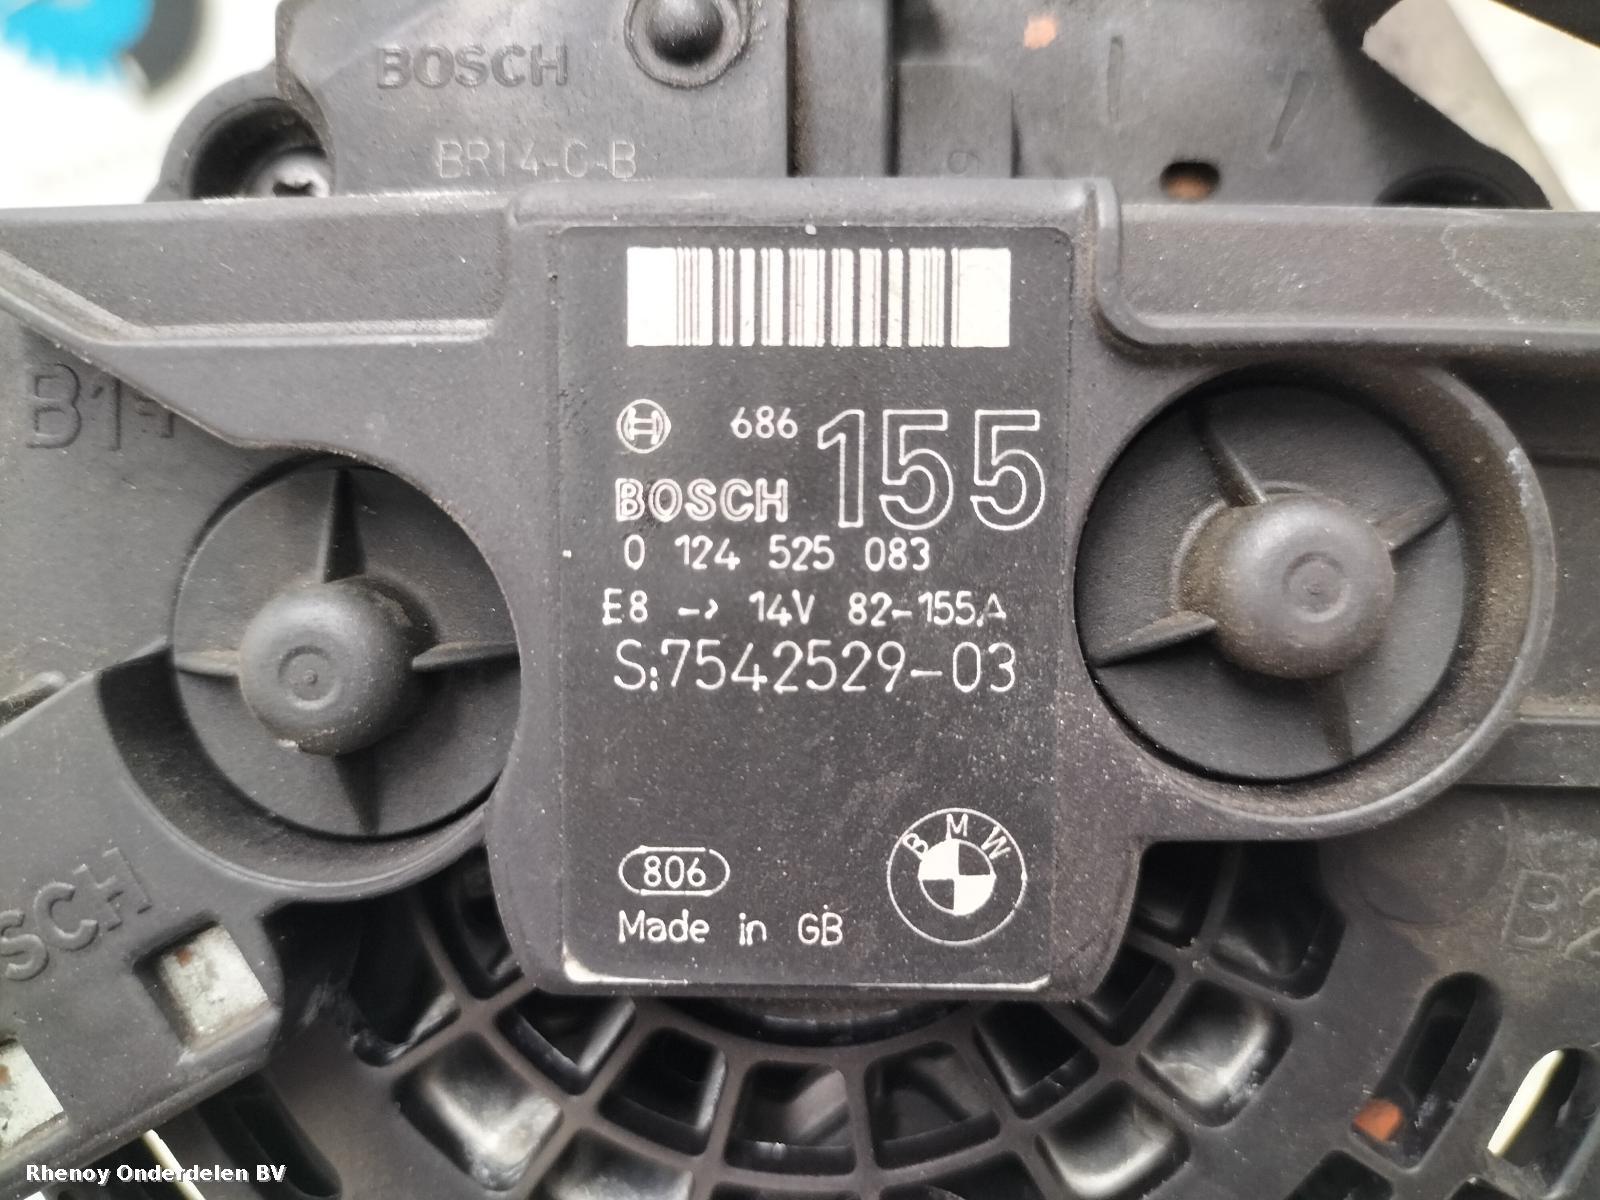 BOSCH
BR14-C-B
B1+
686 155
BOSCH
0 124 525 083
E8 -> 14V 82-155A
S:7542529-03
806
BMW
Made in GB
B2
Rhenoy Onderdelen BV